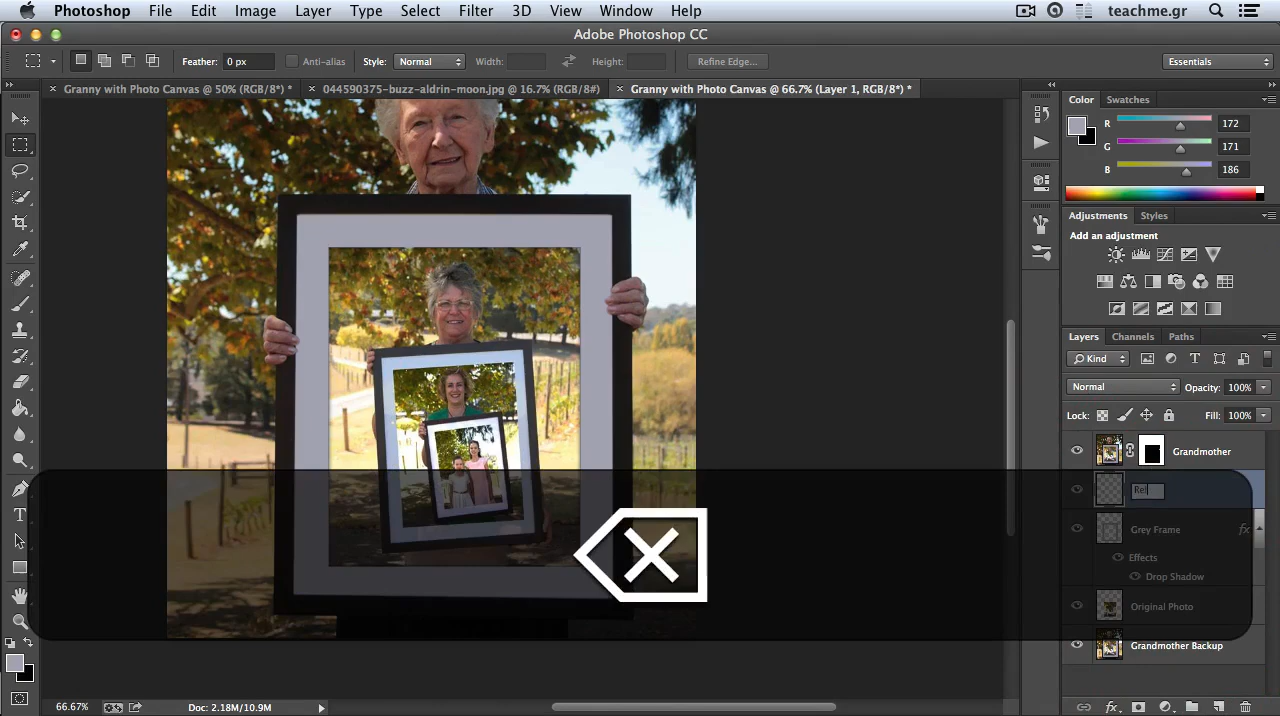 Photoshop File Edit Image Layer Type Select Filter 3D View Window Help teachme.gr
Adobe Photoshop CC
Feather: 0 px Anti-alias Style: Normal Width: Height: Refine Edge... Essentials
Granny with Photo Canvas @ 50% (RGB/8*) * 044590375-buzz-aldrin-moon.jpg @ 16.7% (RGB/8#) Granny with Photo Canvas @ 66.7% (Layer 1, RGB/8*) *
Color Swatches
R 172
G 171
B 186
Adjustments Styles
Add an adjustment
Layers Channels Paths
Kind
Normal Opacity: 100%
Lock: Fill: 100%
Grandmother
Grey Frame fx
Effects
Drop Shadow
Original Photo
Grandmother Backup
66.67% Doc: 2.18M/10.9M